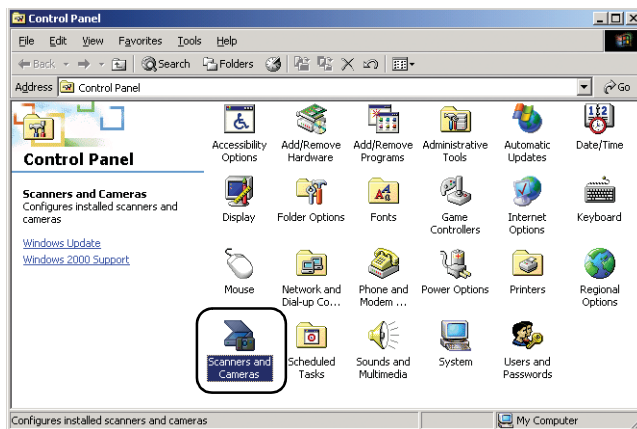 Control Panel
File Edit View Favorites Tools Help
Back Search Folders
Address Control Panel Go
Control Panel
Scanners and Cameras
Configures installed scanners and
cameras
Windows Update
Windows 2000 Support
Accessibility
Options
Add/Remove
Hardware
Add/Remove
Programs
Administrative
Tools
Automatic
Updates
Date/Time
Display
Folder Options
Fonts
Game
Controllers
Internet
Options
Keyboard
Mouse
Network and
Dial-up Co...
Phone and
Modem ...
Power Options
Printers
Regional
Options
Scanners and
Cameras
Scheduled
Tasks
Sounds and
Multimedia
System
Users and
Passwords
Configures installed scanners and cameras
My Computer